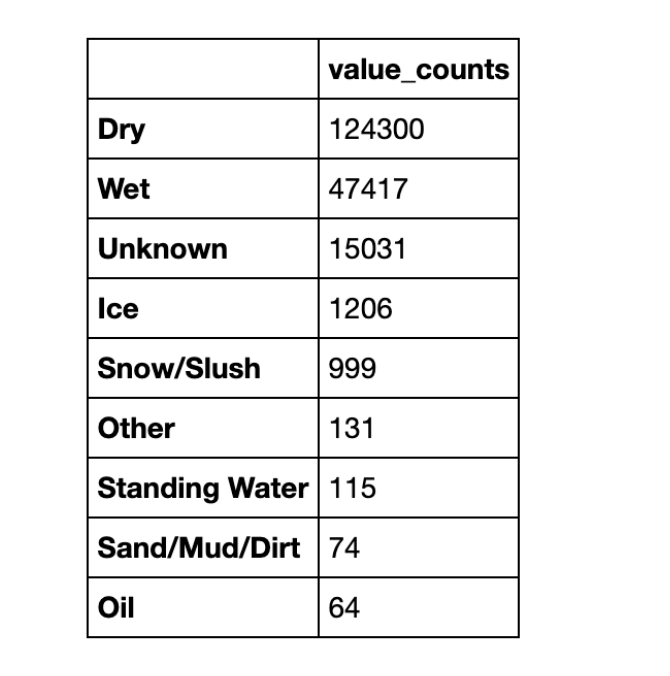 value_counts
Dry 124300
Wet 47417
Unknown 15031
Ice 1206
Snow/Slush 999
Other 131
Standing Water 115
Sand/Mud/Dirt 74
Oil 64